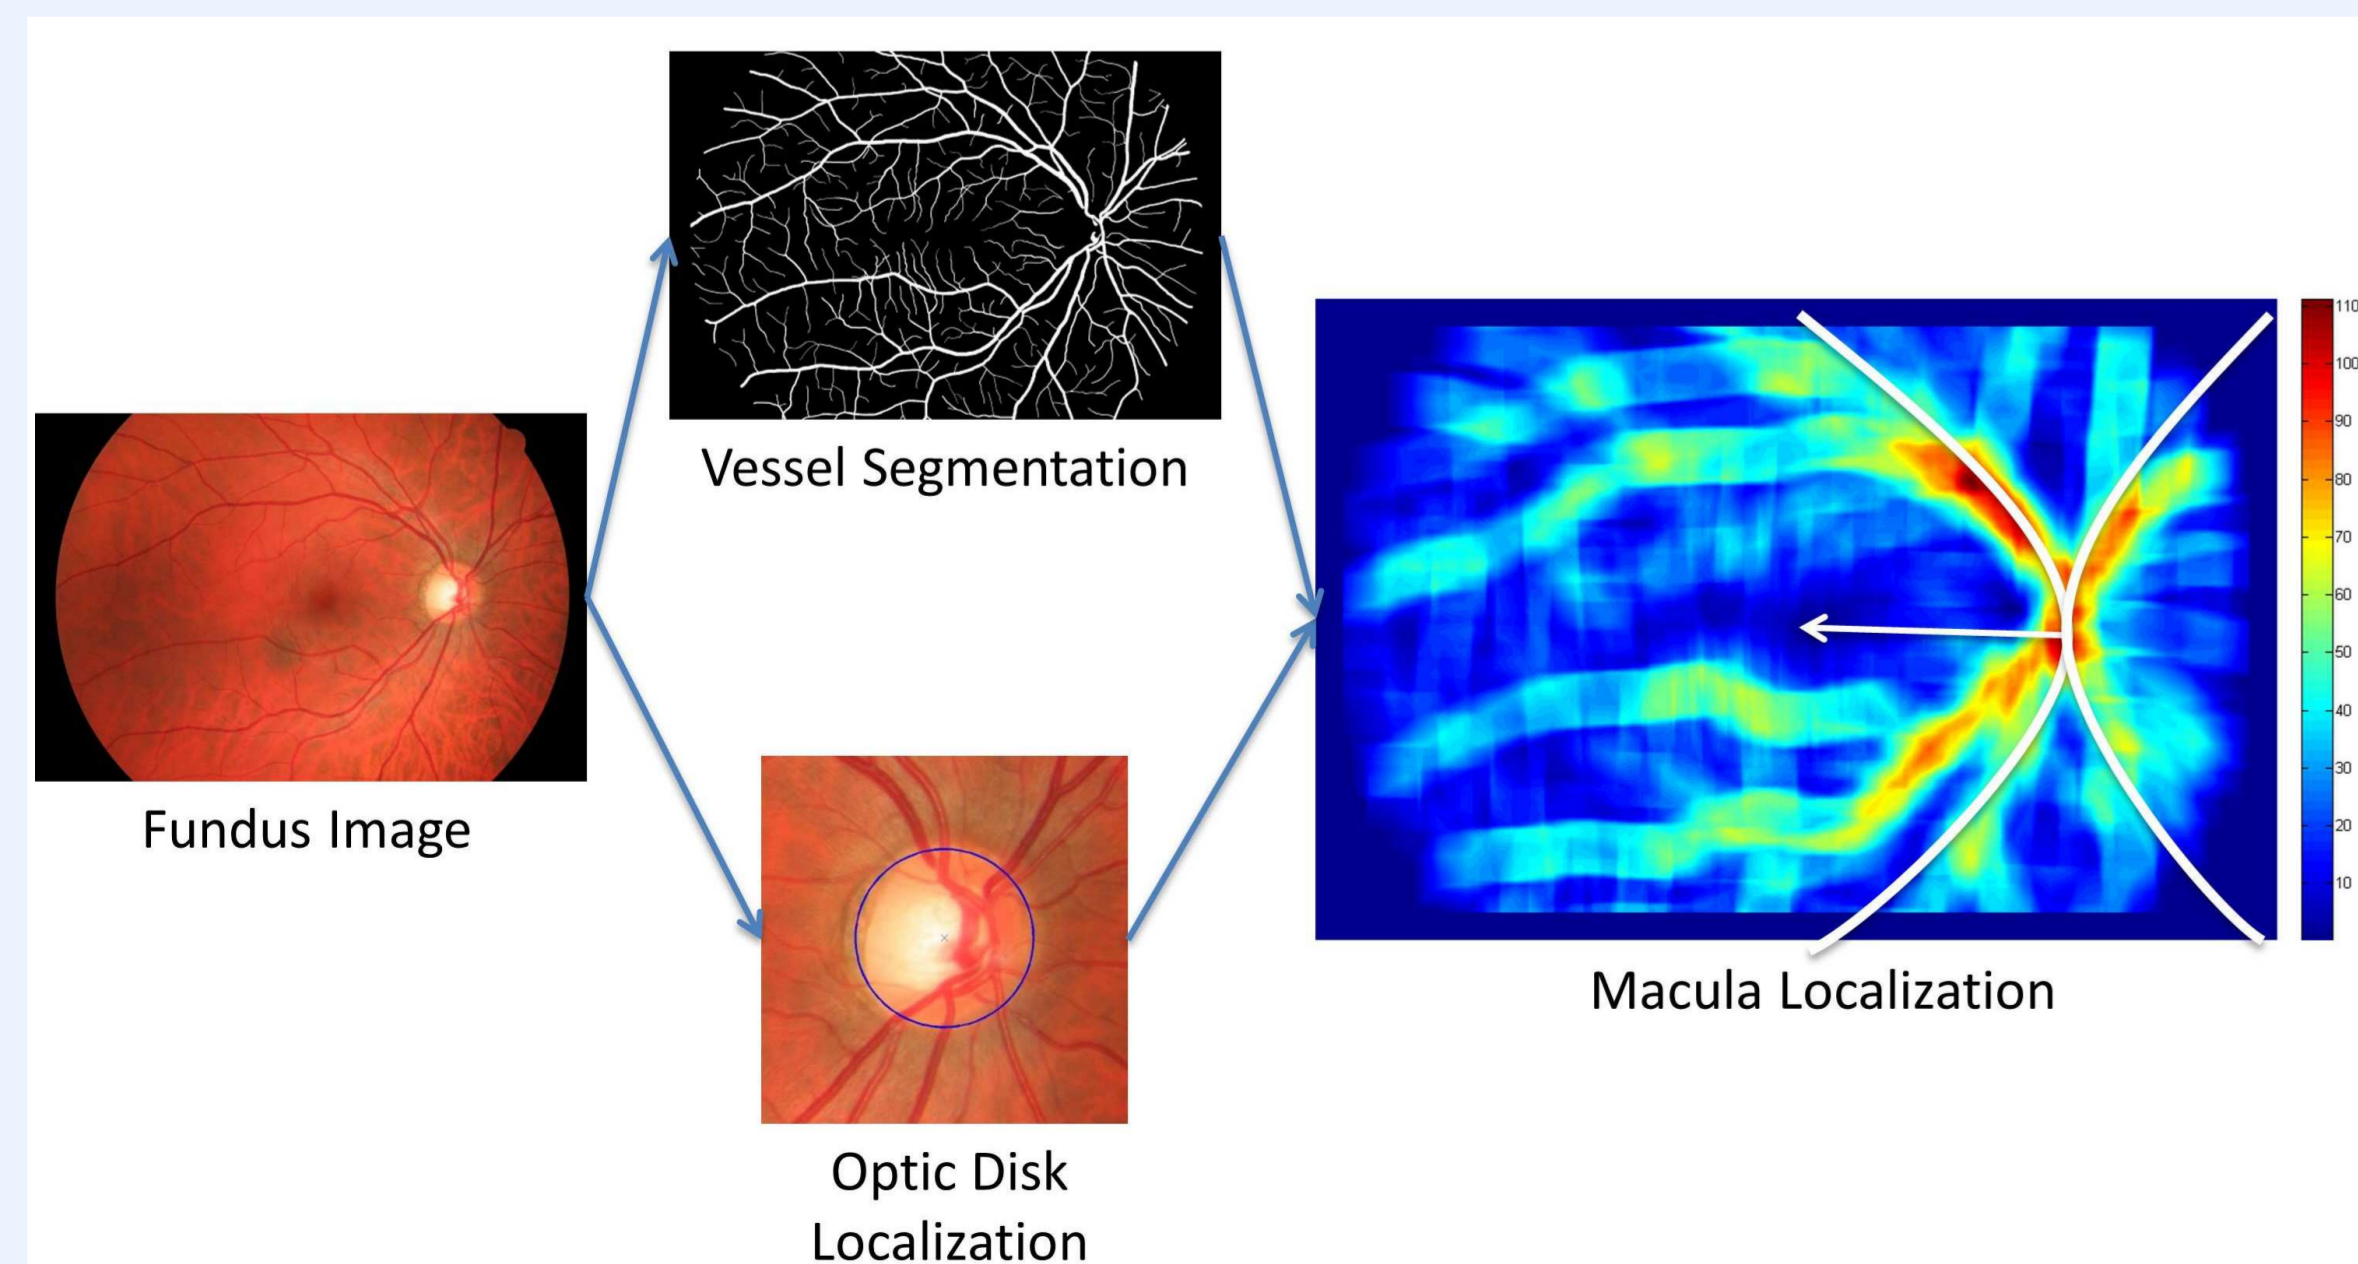 Vessel Segmentation
Fundus Image
Optic Disk
Localization
Macula Localization
110
100
90
80
70
60
50
40
30
20
10